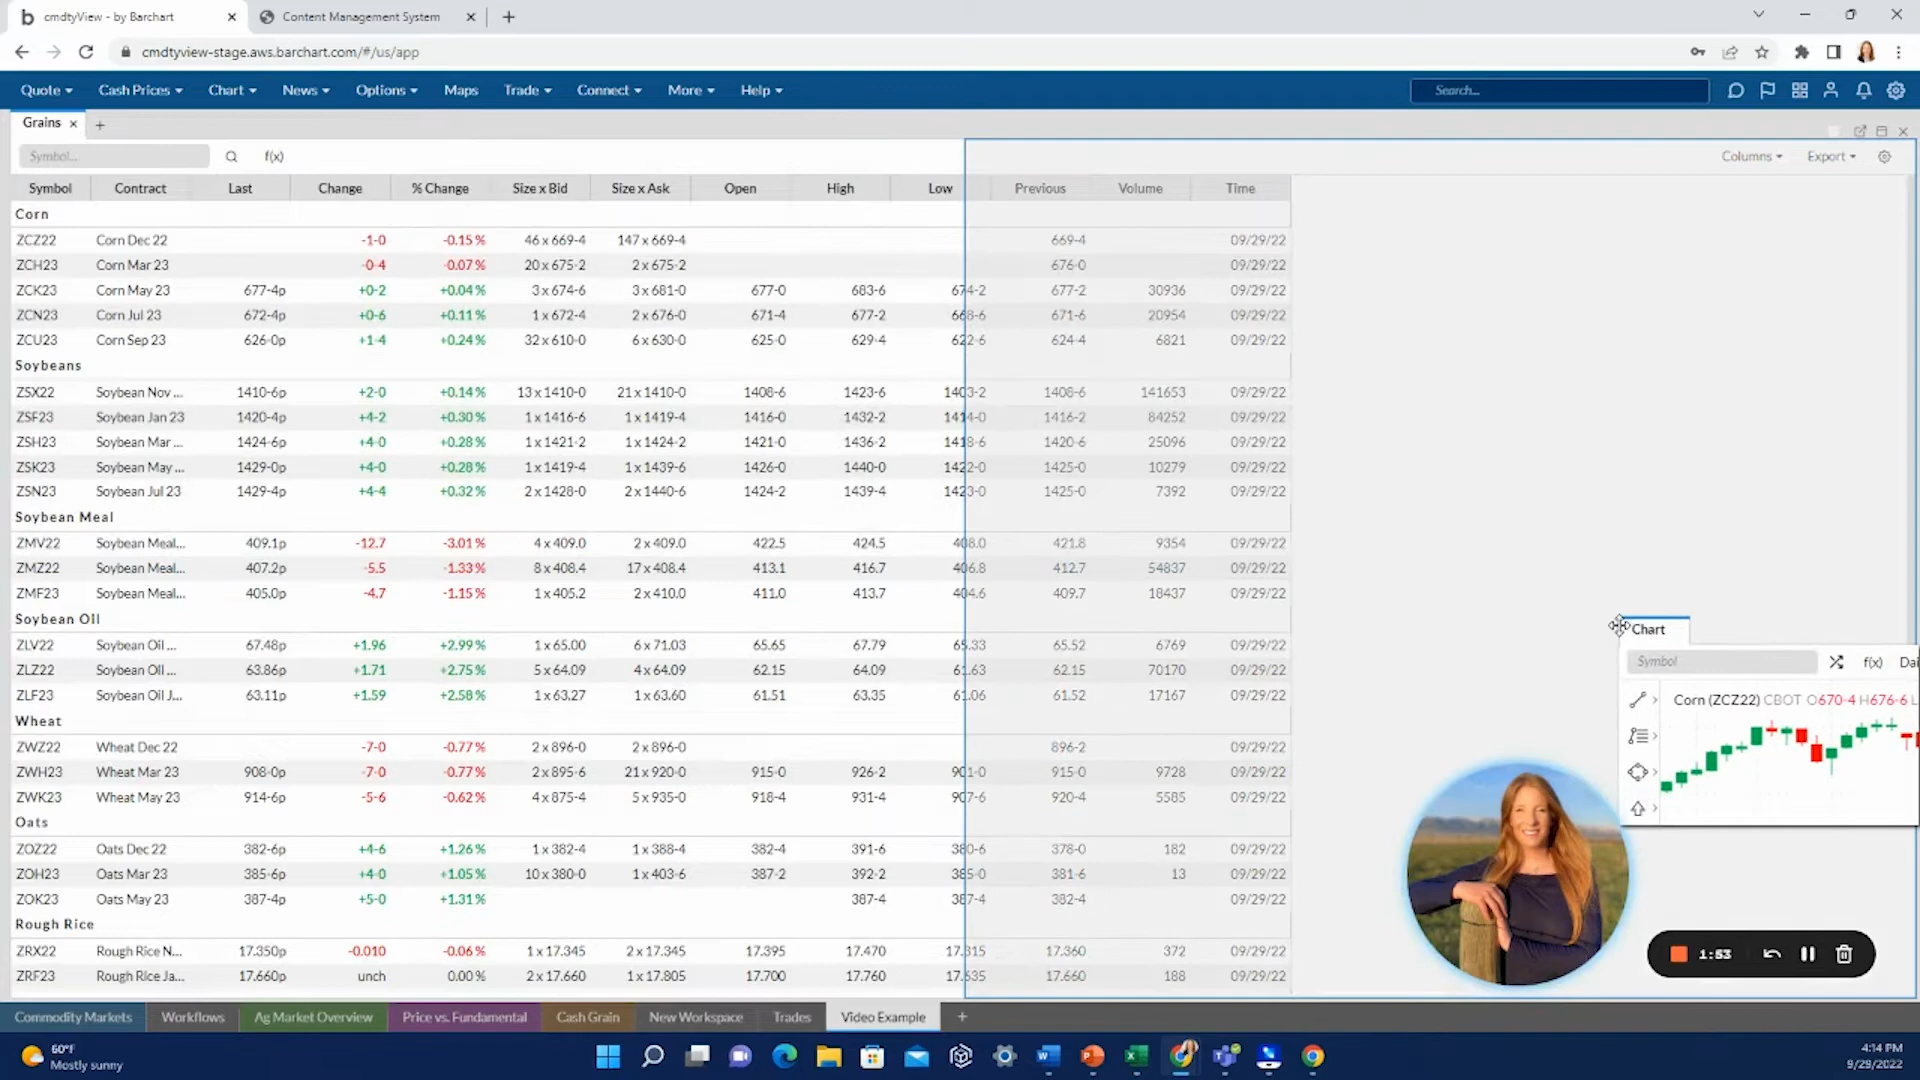 cmdtyView - by Barchart
Content Management System
cmdtyview-stage.aws.barchart.com/#/us/app
Quote Cash Prices Chart News Options Maps Trade Connect More Help Search...
Grains
Symbol... f(x) Columns Export
Symbol Contract Last Change % Change Size x Bid Size x Ask Open High Low Previous Volume Time
Corn
ZCZ22 Corn Dec 22 -1-0 -0.15 % 46 x 669-4 147 x 669-4 669-4 09/29/22
ZCH23 Corn Mar 23 -0-4 -0.07 % 20 x 675-2 2 x 675-2 676-0 09/29/22
ZCK23 Corn May 23 677-4p +0-2 +0.04 % 3 x 674-6 3 x 681-0 677-0 683-6 674-2 677-2 30936 09/29/22
ZCN23 Corn Jul 23 672-4p +0-6 +0.11 % 1 x 672-4 2 x 676-0 671-4 677-2 668-6 671-6 20954 09/29/22
ZCU23 Corn Sep 23 626-0p +1-4 +0.24 % 32 x 610-0 6 x 630-0 625-0 629-4 622-6 624-4 6821 09/29/22
Soybeans
ZSX22 Soybean Nov ... 1410-6p +2-0 +0.14 % 13 x 1410-0 21 x 1410-0 1408-6 1423-6 1403-2 1408-6 141653 09/29/22
ZSF23 Soybean Jan 23 1420-4p +4-2 +0.30 % 1 x 1416-6 1 x 1419-4 1416-0 1432-2 1414-0 1416-2 84252 09/29/22
ZSH23 Soybean Mar ... 1424-6p +4-0 +0.28 % 1 x 1421-2 1 x 1424-2 1421-0 1436-2 1418-6 1420-6 25096 09/29/22
ZSK23 Soybean May ... 1429-0p +4-0 +0.28 % 1 x 1419-4 1 x 1439-6 1426-0 1440-0 1422-0 1425-0 10279 09/29/22
ZSN23 Soybean Jul 23 1429-4p +4-4 +0.32 % 2 x 1428-0 2 x 1440-6 1424-2 1439-4 1423-0 1425-0 7392 09/29/22
Soybean Meal
ZMV22 Soybean Meal... 409.1p -12.7 -3.01 % 4 x 409.0 2 x 409.0 422.5 424.5 408.0 421.8 9354 09/29/22
ZMZ22 Soybean Meal... 407.2p -5.5 -1.33 % 8 x 408.4 17 x 408.4 413.1 416.7 406.8 412.7 54837 09/29/22
ZMF23 Soybean Meal... 405.0p -4.7 -1.15 % 1 x 405.2 2 x 410.0 411.0 413.7 404.6 409.7 18437 09/29/22
Soybean Oil
ZLV22 Soybean Oil ... 67.48p +1.96 +2.99 % 1 x 65.00 6 x 71.03 65.65 67.79 65.33 65.52 6769 09/29/22
ZLZ22 Soybean Oil ... 63.86p +1.71 +2.75 % 5 x 64.09 4 x 64.09 62.15 64.09 61.63 62.15 70170 09/29/22
ZLF23 Soybean Oil J... 63.11p +1.59 +2.58 % 1 x 63.27 1 x 63.60 61.51 63.35 61.06 61.52 17167 09/29/22
Wheat
ZWZ22 Wheat Dec 22 -7-0 -0.77 % 2 x 896-0 2 x 896-0 896-2 09/29/22
ZWH23 Wheat Mar 23 908-0p -7-0 -0.77 % 2 x 895-6 21 x 920-0 915-0 926-2 901-0 915-0 9728 09/29/22
ZWK23 Wheat May 23 914-6p -5-6 -0.62 % 4 x 875-4 5 x 935-0 918-4 931-4 907-6 920-4 5585 09/29/22
Oats
ZOZ22 Oats Dec 22 382-6p +4-6 +1.26 % 1 x 382-4 1 x 388-4 382-4 391-6 380-6 378-0 182 09/29/22
ZOH23 Oats Mar 23 385-6p +4-0 +1.05 % 10 x 380-0 1 x 403-6 387-2 392-2 385-0 381-6 13 09/29/22
ZOK23 Oats May 23 387-4p +5-0 +1.31 % 387-4 387-4 382-4 09/29/22
Rough Rice
ZRX22 Rough Rice N... 17.350p -0.010 -0.06 % 1 x 17.345 2 x 17.345 17.395 17.470 17.315 17.360 372 09/29/22
ZRF23 Rough Rice Ja... 17.660p unch 0.00 % 2 x 17.660 1 x 17.805 17.700 17.760 17.635 17.660 188 09/29/22
Chart
Symbol f(x) Dai
Corn (ZCZ22) CBOT O670-4 H676-6 L
1:53
Commodity Markets Workflows Ag Market Overview Price vs. Fundamental Cash Grain New Workspace Trades Video Example
60°F
Mostly sunny
4:14 PM
9/29/2022